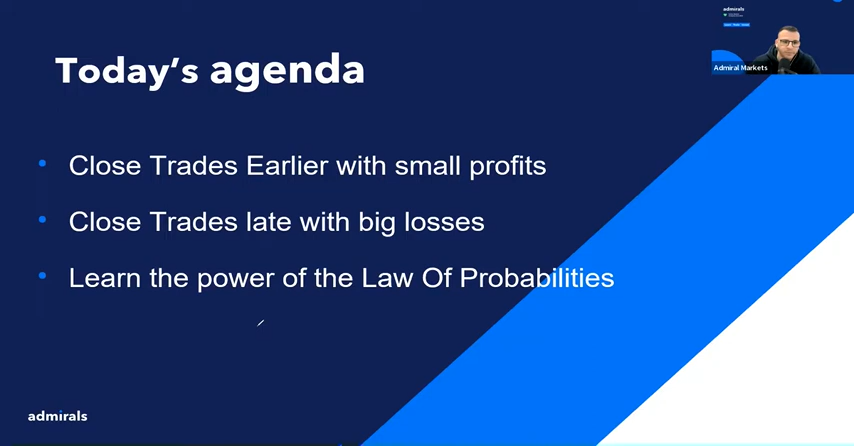 admirals
Today's agenda
Admiral Markets
Close Trades Earlier with small profits
Close Trades late with big losses
Learn the power of the Law Of Probabilities
admirals